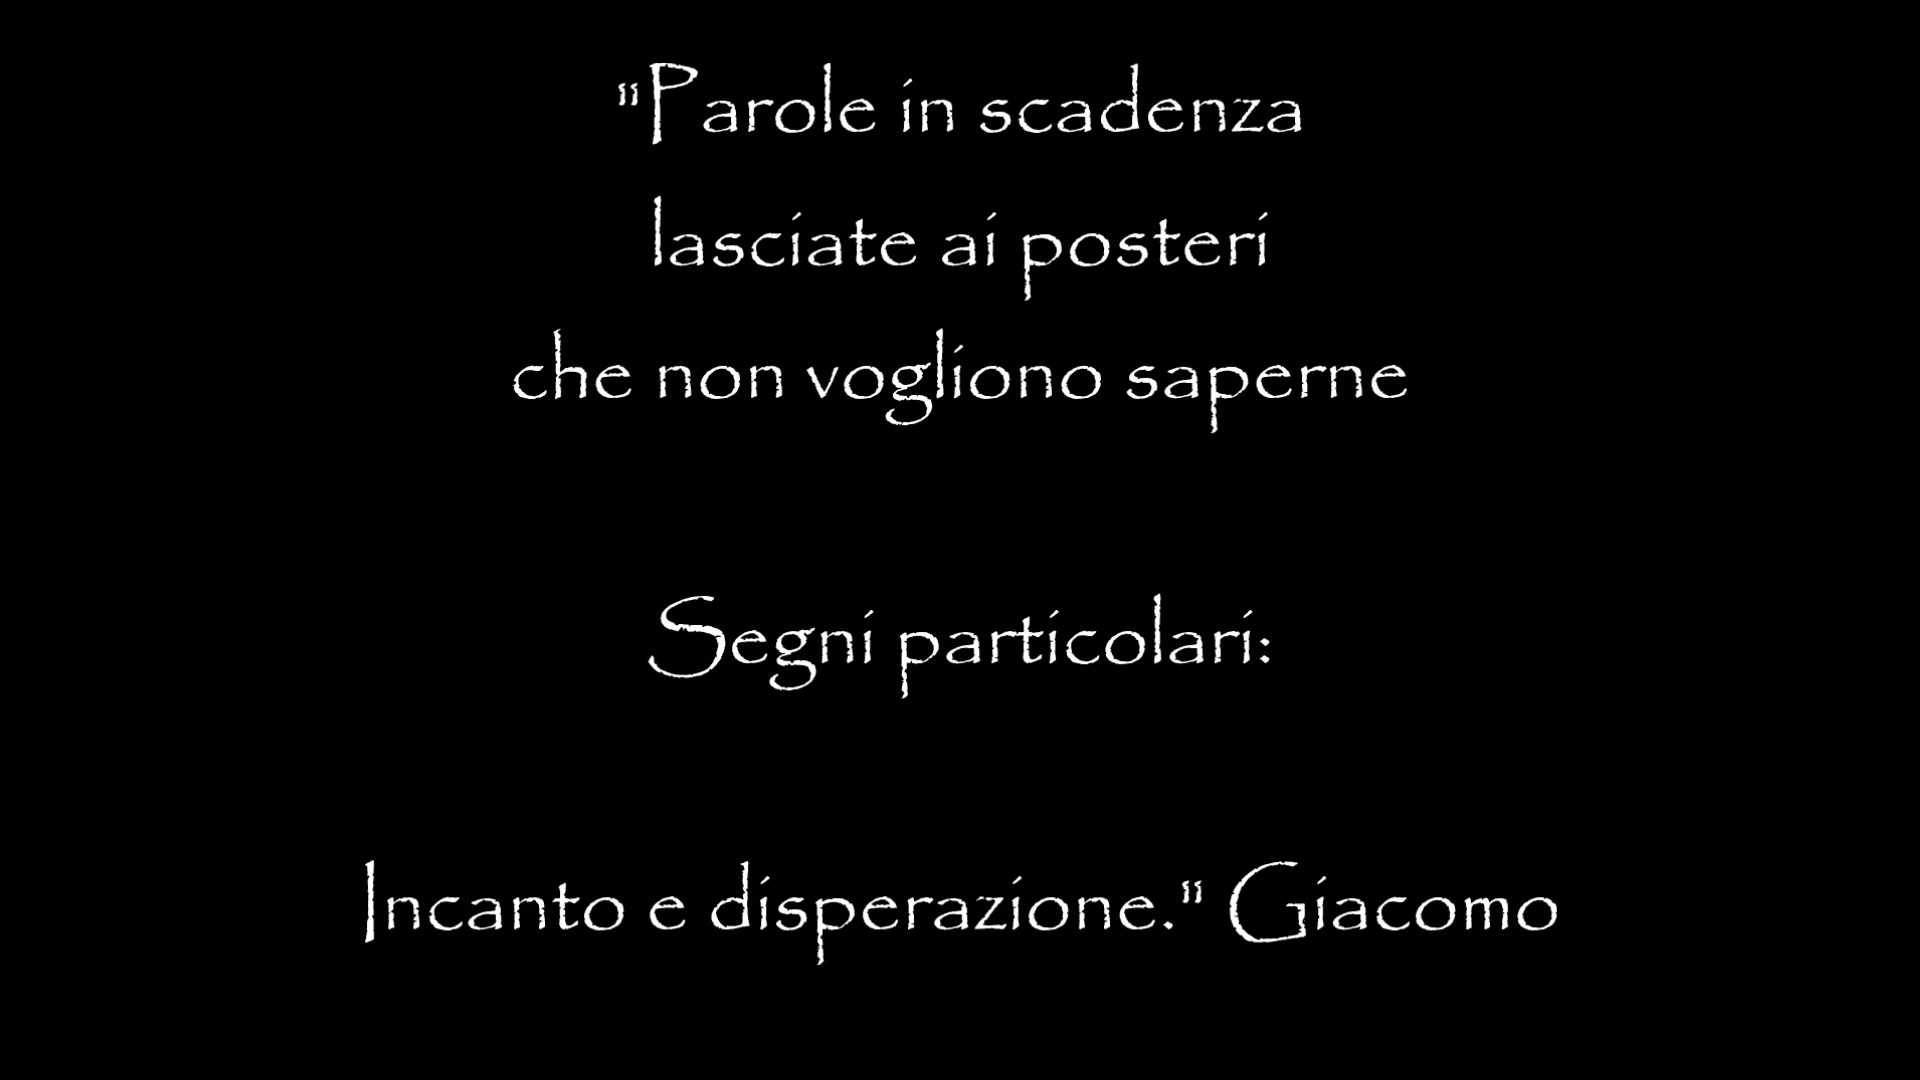 "Parole in scadenza
lasciate ai posteri
che non vogliono saperne
Segni particolari:
Incanto e disperazione." Giacomo